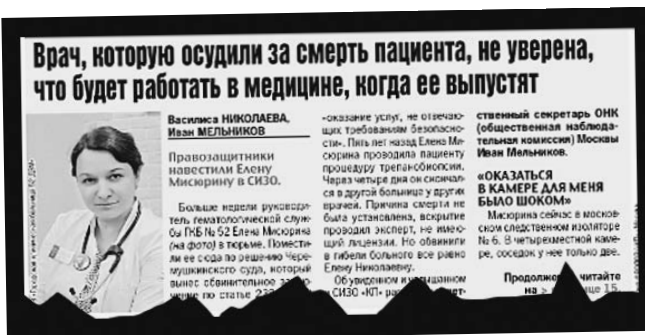 Врач, которую осудили за смерть пациента, не уверена,
что будет работать в медицине, когда ее выпустят
Василиса НИКОЛАЕВА,
Иван МЕЛЬНИКОВ
Правозащитники
навестили Елену
Мисюрину в СИЗО.
Больше недели руководи-
тель гематологической служ-
бы ГКБ № 52 Елена Мисюрина
(на фото) в тюрьме. Помести-
ли ее сюда по решению Чере-
мушкинского суда, который
вынес обвинительное
по статье
«оказание услуг, не отвечаю-
щих требованиям безопасно-
сти». Пять лет назад Елена Ми-
сюрина проводила пациенту
процедуру трепанобиопсии.
Через четыре дня он скончал-
ся в другой больнице у других
врачей. Причина смерти не
была установлена, вскрытие
проводил эксперт, не имею-
щий лицензии. Но обвинили
в гибели больного все равно
Елену Николаевну.
Об увиденном и услышанном
СИЗО «КП»
ственный секретарь ОНК
(общественная наблюда-
тельная комиссия) Москвы
Иван Мельников.
«ОКАЗАТЬСЯ
В КАМЕРЕ ДЛЯ МЕНЯ
БЫЛО ШОКОМ»
Мисюрина сейчас в москов-
ском следственном изоляторе
№ 6. В четырехместной каме-
ре, соседок у нее только две.
Продолжение читайте
на 15.